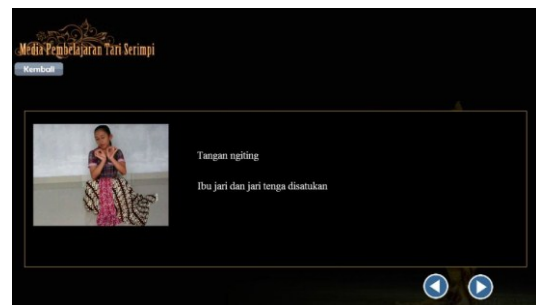 Media Pembelajaran Tari Serimpi
Kembali
Tangan ngiting
Ibu jari dan jari tenga disatukan